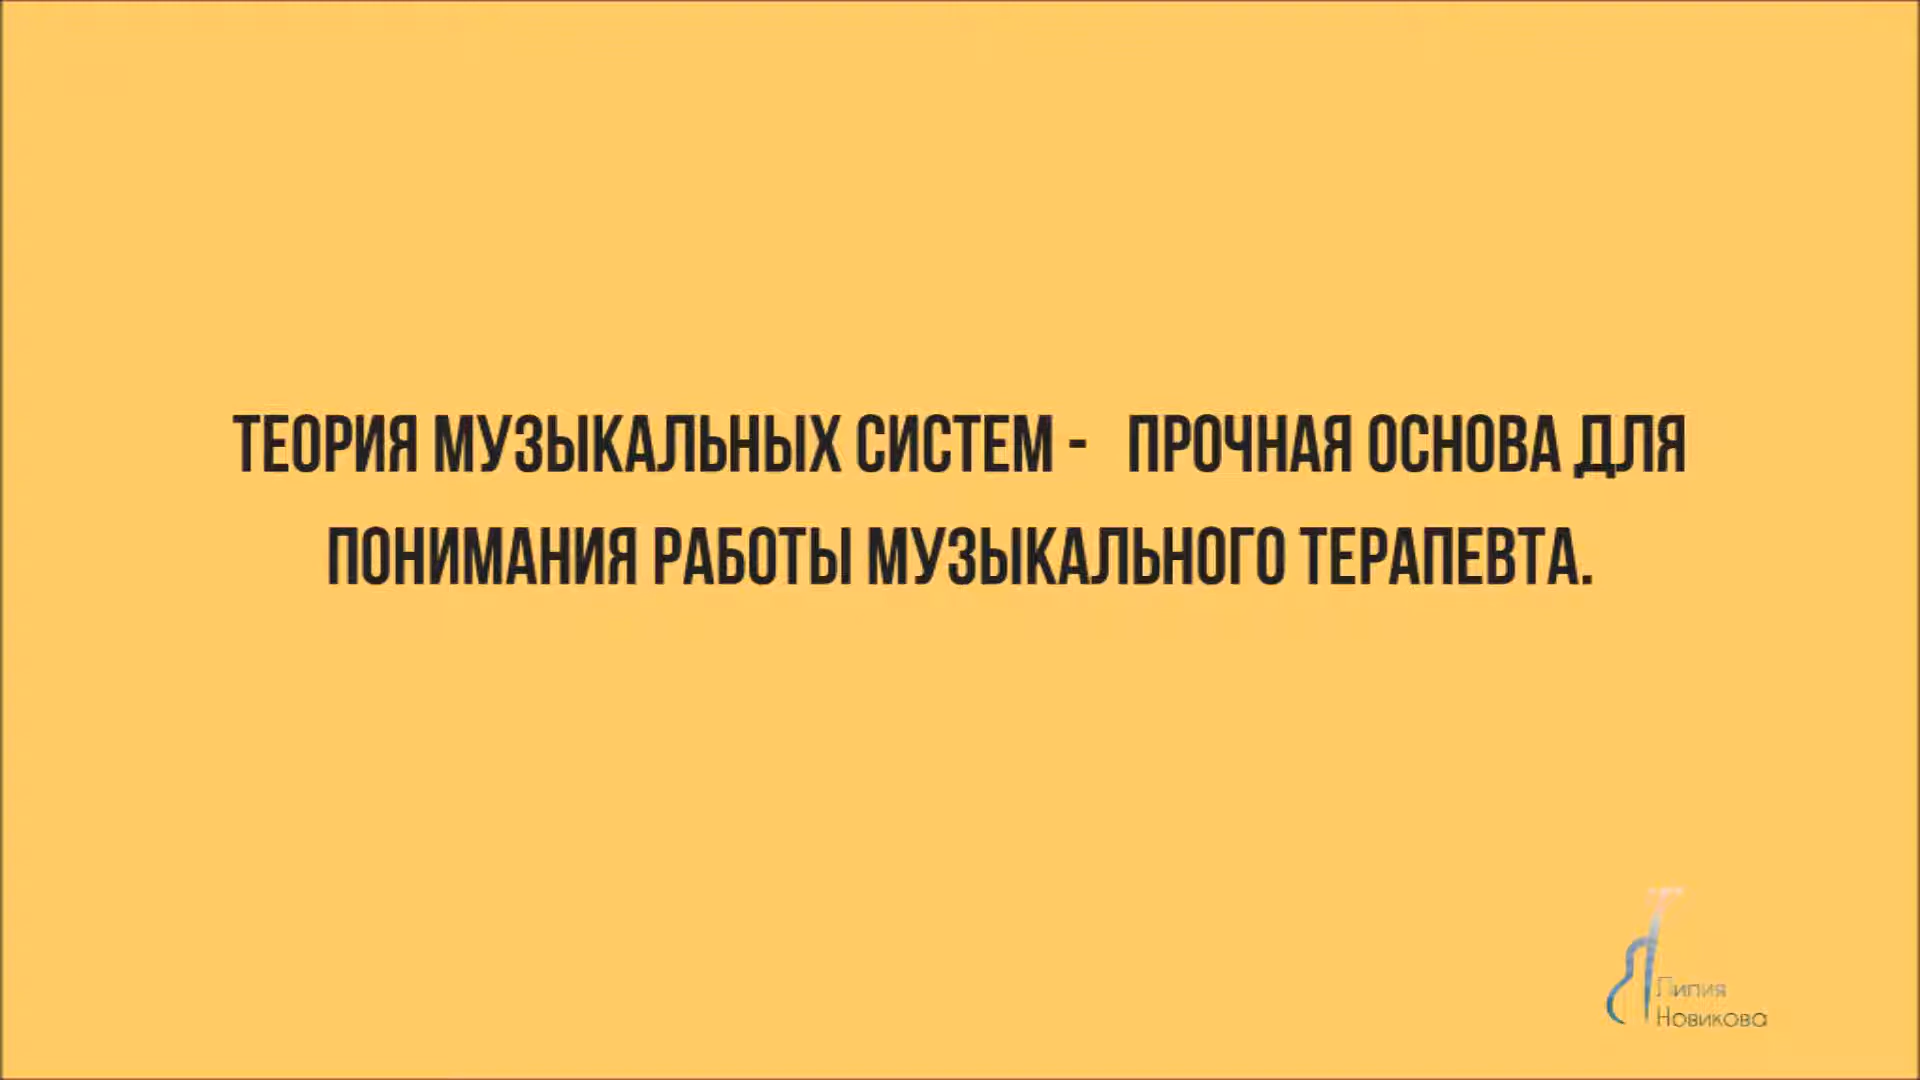 ТЕОРИЯ МУЗЫКАЛЬНЫХ СИСТЕМ - ПРОЧНАЯ ОСНОВА ДЛЯ
ПОНИМАНИЯ РАБОТЫ МУЗЫКАЛЬНОГО ТЕРАПЕВТА.
Лилия
Новикова